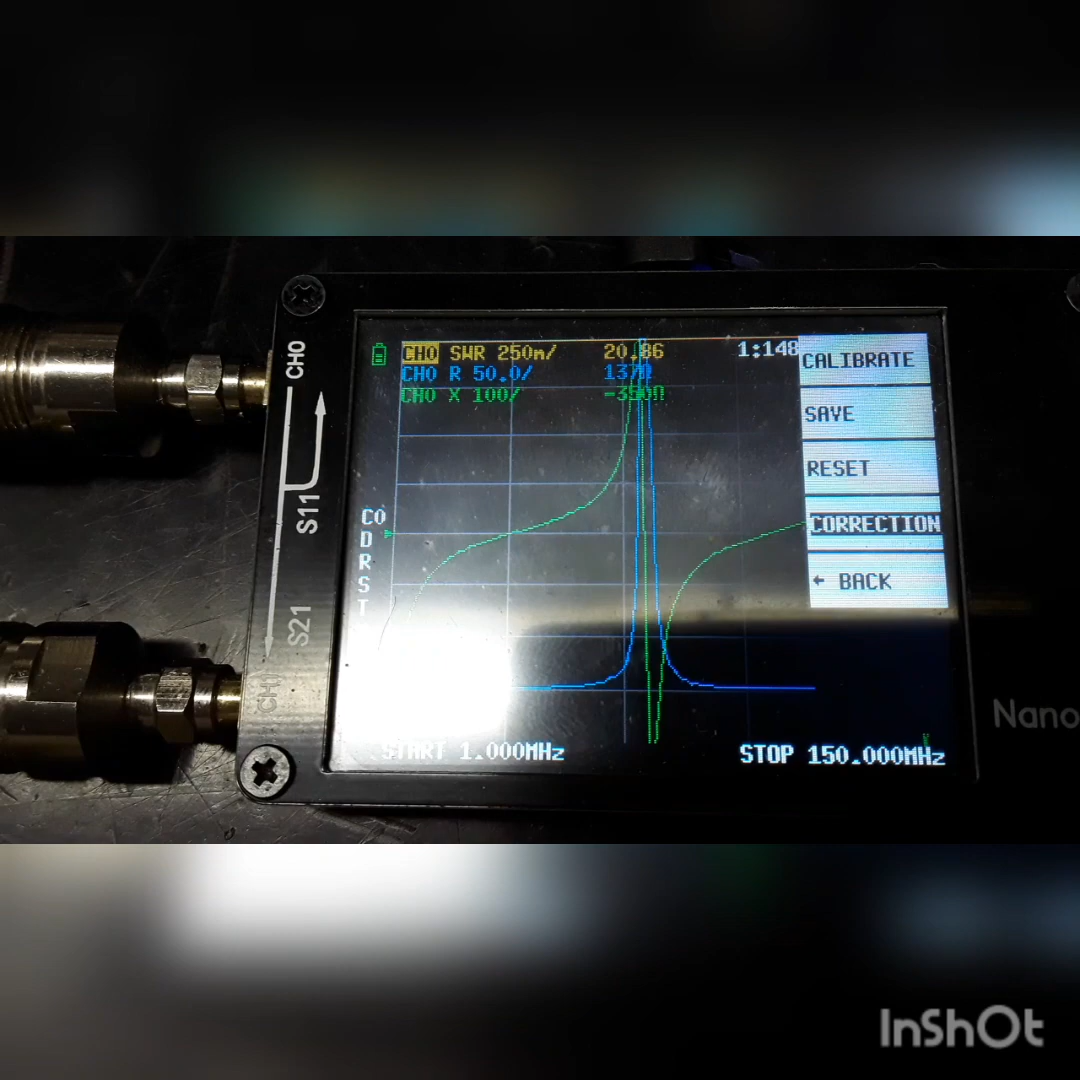 CH0 SWR 250m/ 20.86 1:148
CH0 R 50.0/ 137Ω
CH0 X 100/ -350Ω
CALIBRATE
SAVE
RESET
CORRECTION
← BACK
C0
D
R
S
T
START 1.000MHz STOP 150.000MHz
CH0
S11
S21
CH1
Nano
InShOt